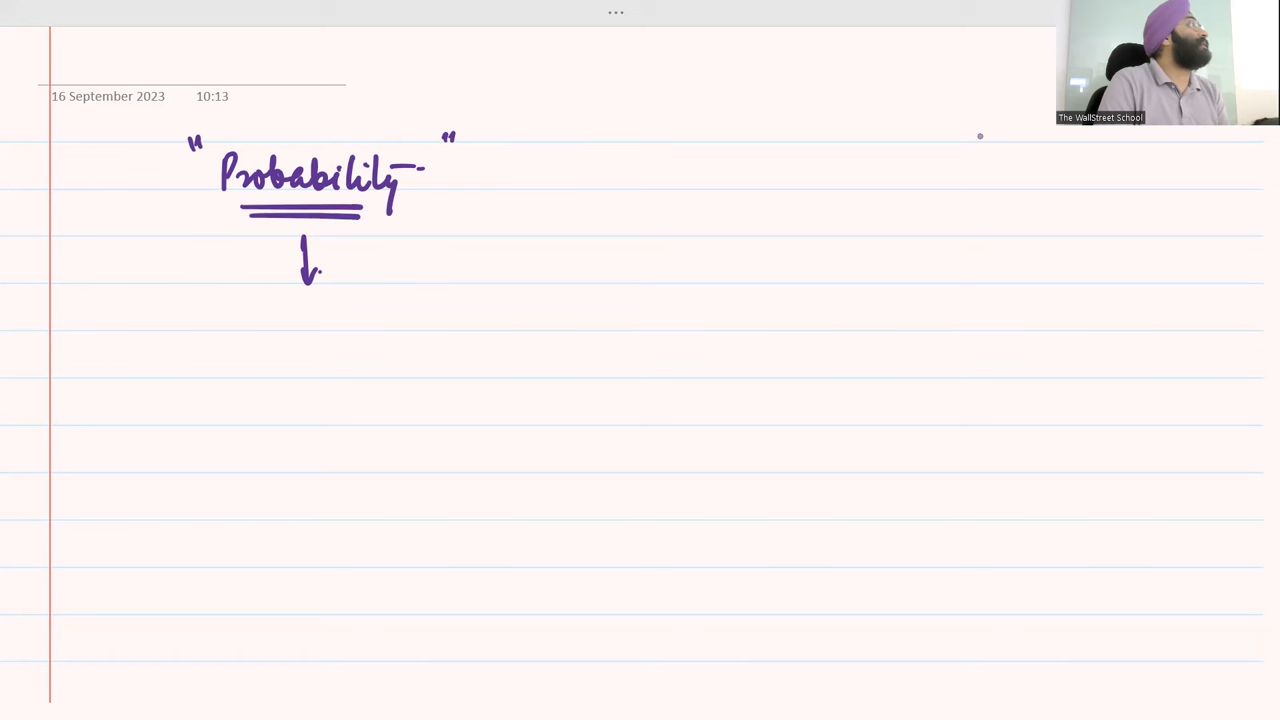 16 September 2023 10:13
The WallStreet School
" Probability "